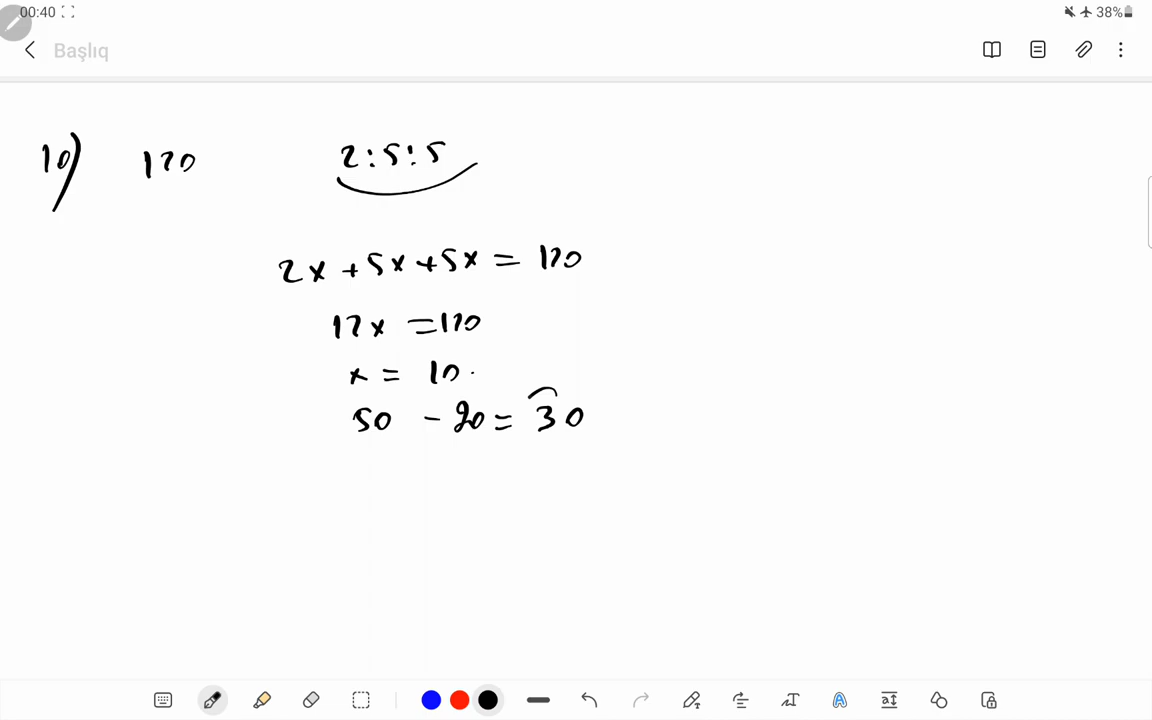 00:40 38%
Başlıq
10) 120 2:5:5
2x + 5x + 5x = 120
12x = 120
x = 10
50 - 20 = 30